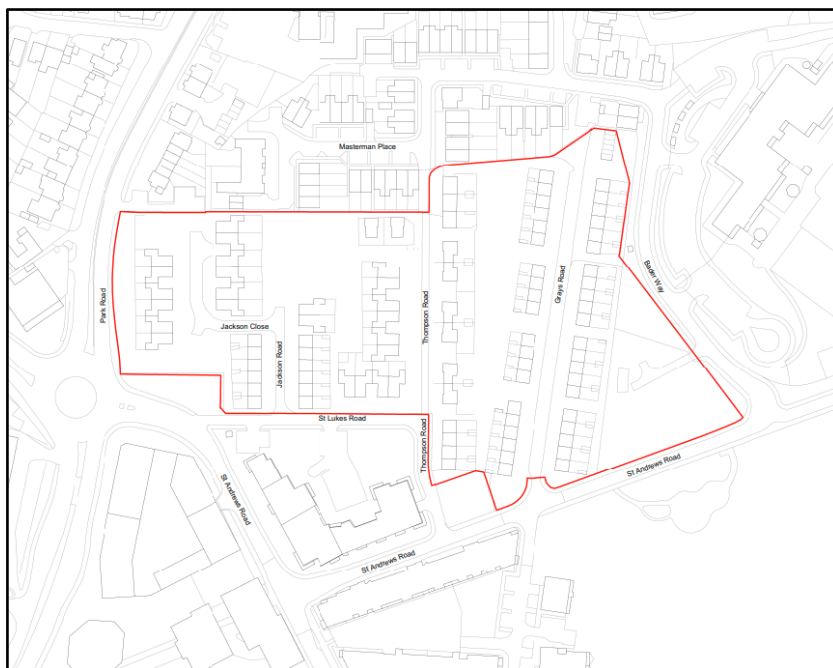 Masterman Place
Park Road
Bader Way
Grays Road
Thompson Road
Jackson Close
Jackson Road
St Lukes Road
Thompson Road
St Andrews Road
St Andrews Road
St Andrews Road